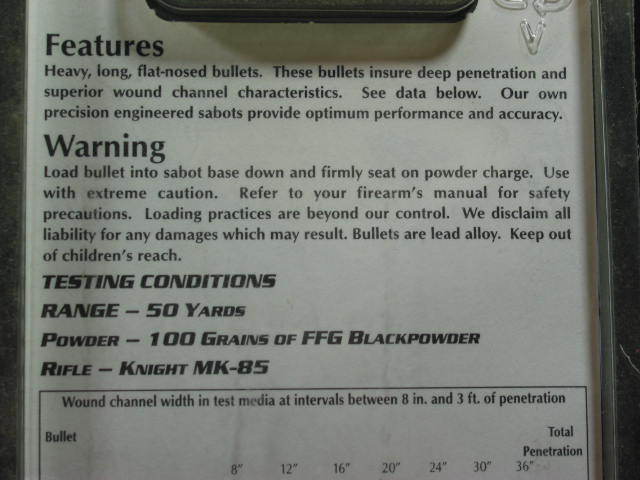 V
Features
Heavy, long, flat-nosed bullets. These bullets insure deep penetration and
superior wound channel characteristics. See data below. Our own
precision engineered sabots provide optimum performance and accuracy.
Warning
Load bullet into sabot base down and firmly seat on powder charge. Use
with extreme caution. Refer to your firearm's manual for safety
precautions. Loading practices are beyond our control. We disclaim all
liability for any damages which may result. Bullets are lead alloy. Keep out
of children's reach.
TESTING CONDITIONS
RANGE – 50 YARDS
POWDER – 100 GRAINS OF FFG BLACKPOWDER
RIFLE – KNIGHT MK-85
Wound channel width in test media at intervals between 8 in. and 3 ft. of penetration
Bullet Total
Penetration
8" 12" 16" 20" 24" 30" 36"